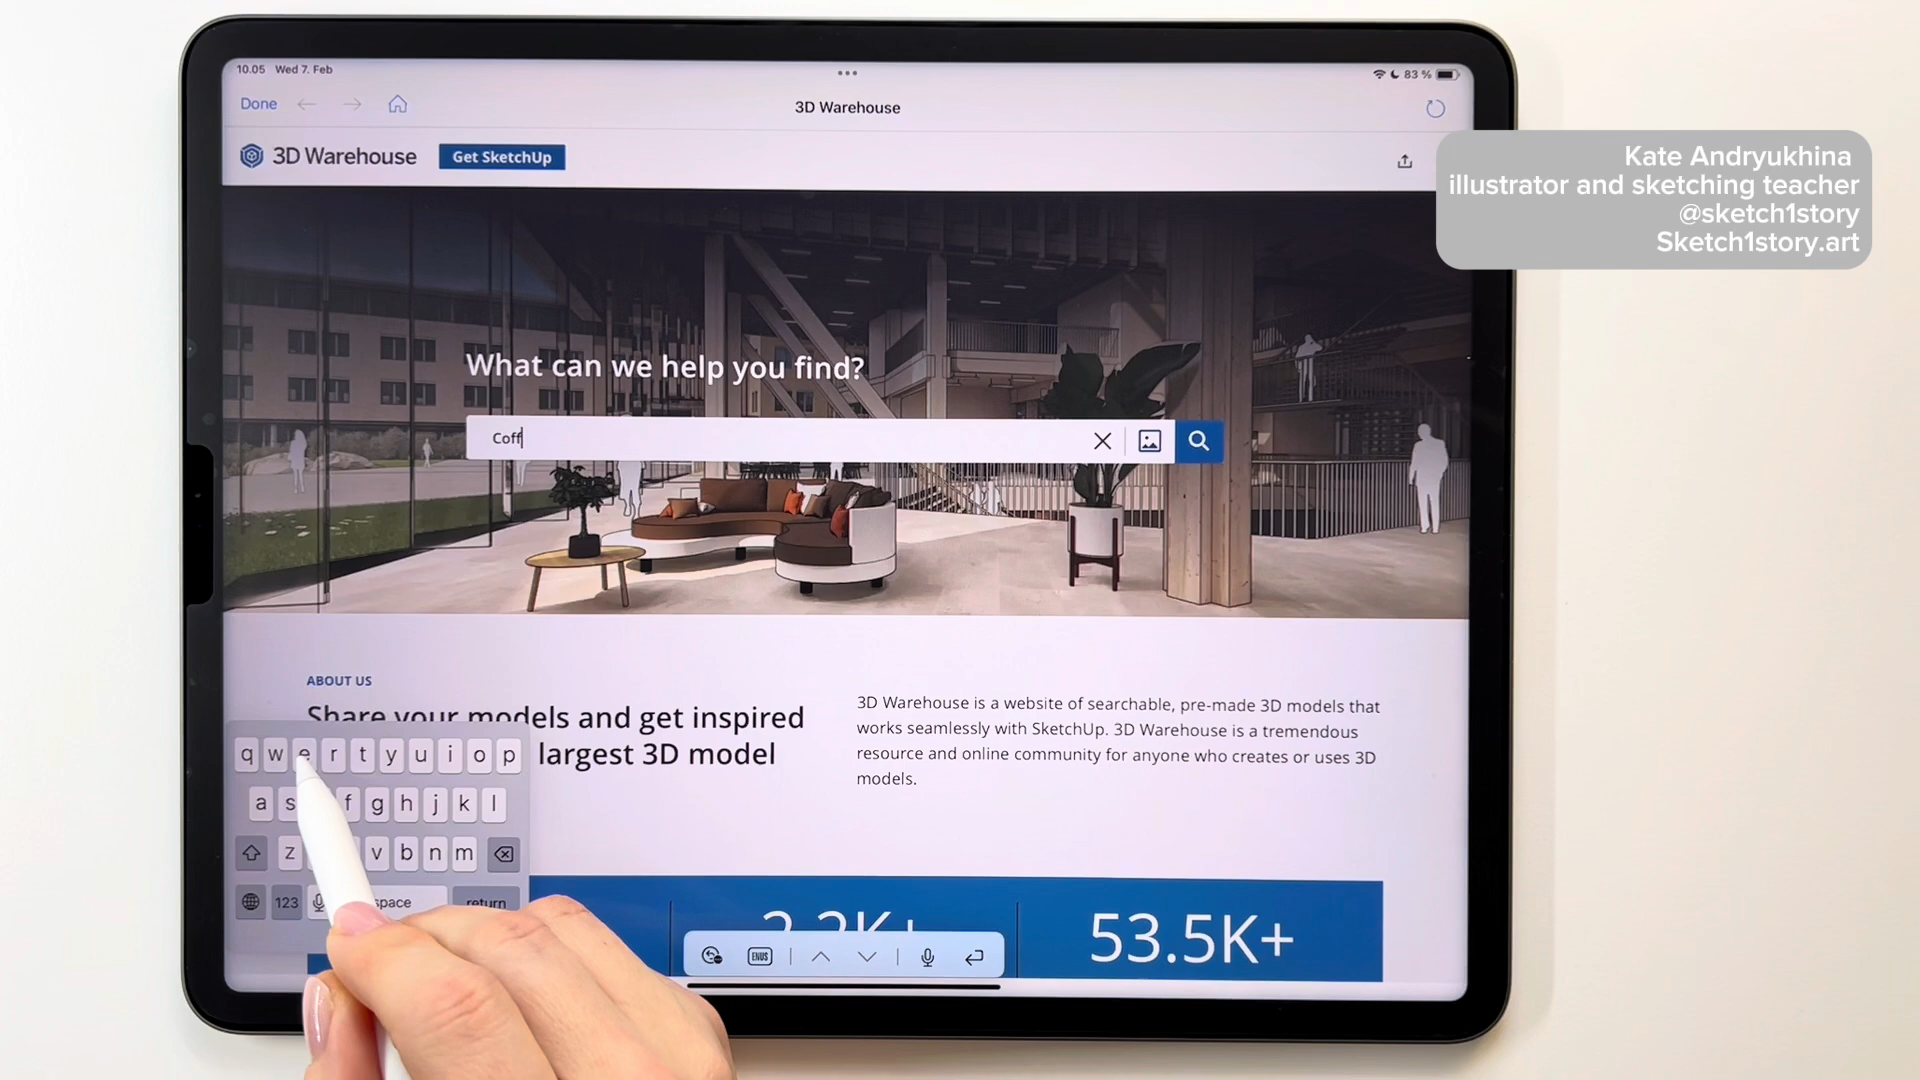 10.05 Wed 7. Feb
83 %
Done
3D Warehouse
3D Warehouse
Get SketchUp
Kate Andryukhina
illustrator and sketching teacher
@sketch1story
Sketch1story.art
What can we help you find?
Coff
ABOUT US
Share your models and get inspired
largest 3D model
3D Warehouse is a website of searchable, pre-made 3D models that
works seamlessly with SketchUp. 3D Warehouse is a tremendous
resource and online community for anyone who creates or uses 3D
models.
q w e r t y u i o p
a s f g h j k l
z v b n m
123 space return
2.2K+
53.5K+
ENUS